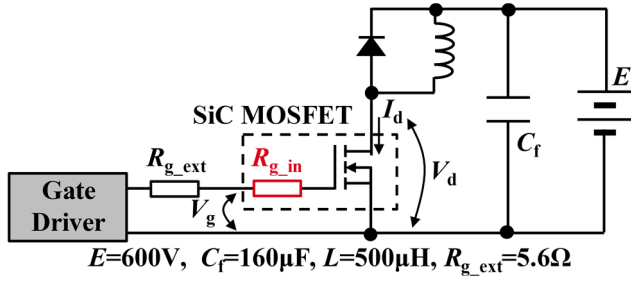 E
SiC MOSFET
I_d
C_f
R_g_ext
R_g_in
V_d
Gate
Driver
V_g
E=600V, C_f=160μF, L=500μH, R_g_ext=5.6Ω